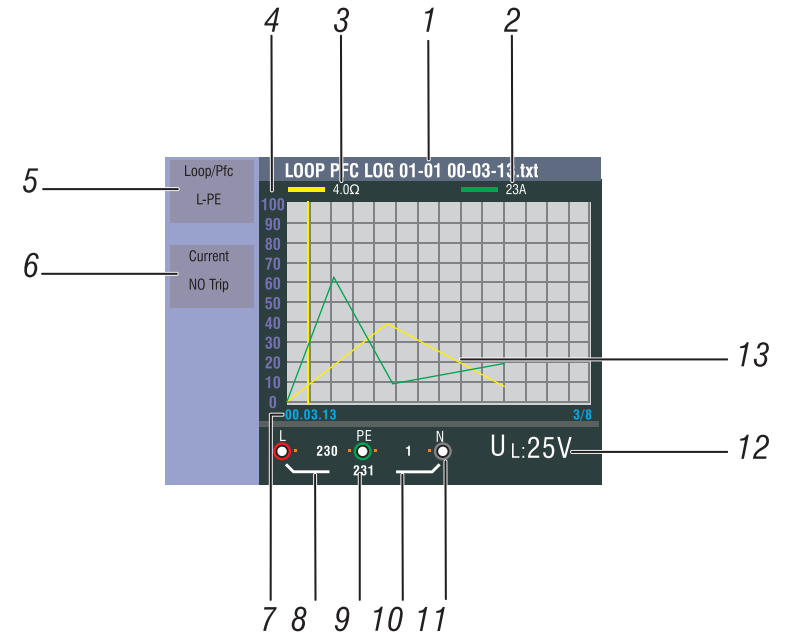 4 3 1 2
LOOP PFC LOG 01-01 00-03-13.txt
4.0Ω 23A
5
Loop/Pfc
L-PE
6
Current
NO Trip
100
90
80
70
60
50
40
30
20
10
0
13
00.03.13 3/8
L PE N
230 1
231
UL:25V
12
7 8 9 10 11